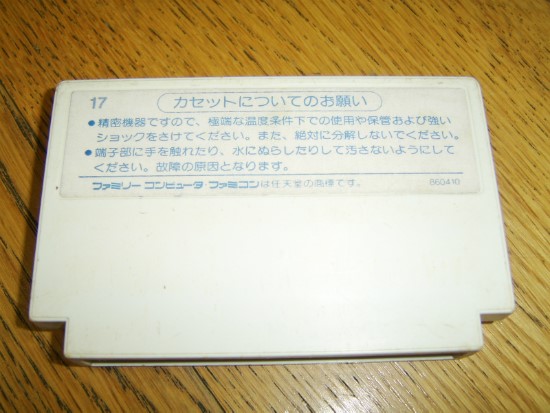 17
カセットについてのお願い
●精密機器ですので、極端な温度条件下での使用や保管および強い
ショックをさけてください。また、絶対に分解しないでください。
●端子部に手を触れたり、水にぬらしたりして汚さないようにして
ください。故障の原因となります。
ファミリーコンピュータ・ファミコンは任天堂の商標です。 860410